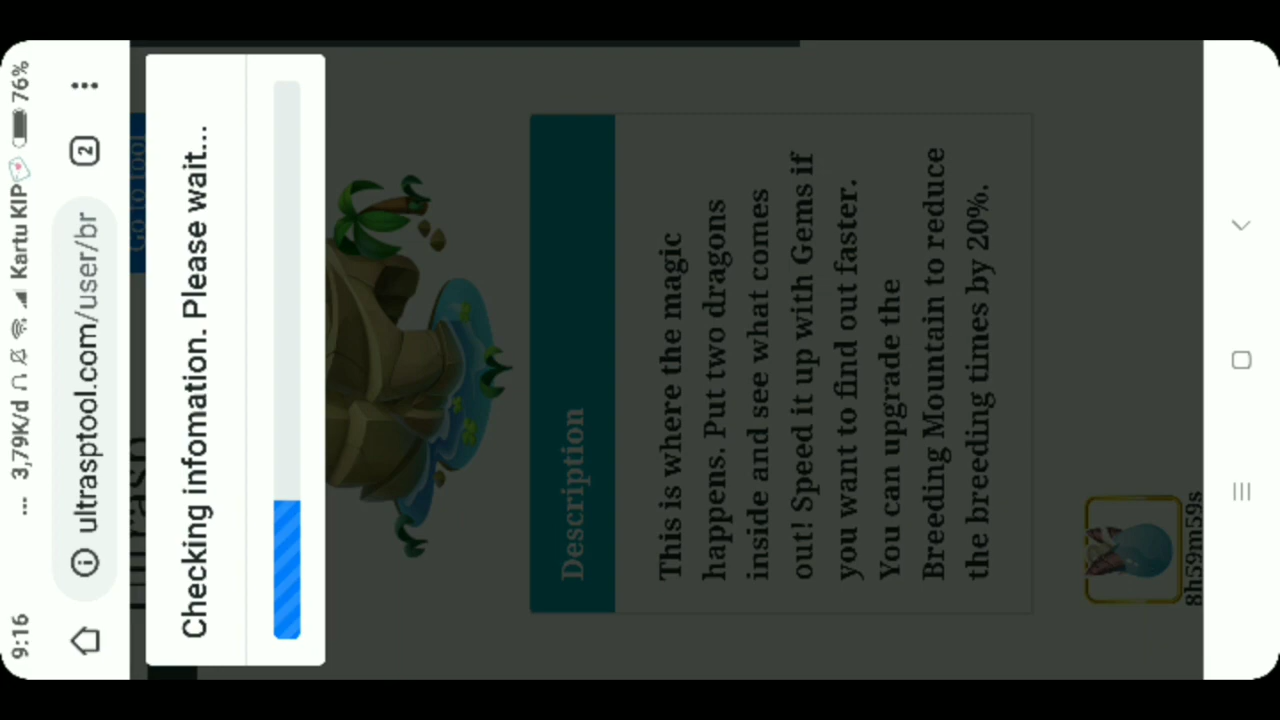 9:16 ... 3,79K/d Kartu KIP 76%
ultrasptool.com/user/br 2
Go to tool
Checking infomation. Please wait...
Description
This is where the magic
happens. Put two dragons
inside and see what comes
out! Speed it up with Gems if
you want to find out faster.
You can upgrade the
Breeding Mountain to reduce
the breeding times by 20%.
8h59m59s